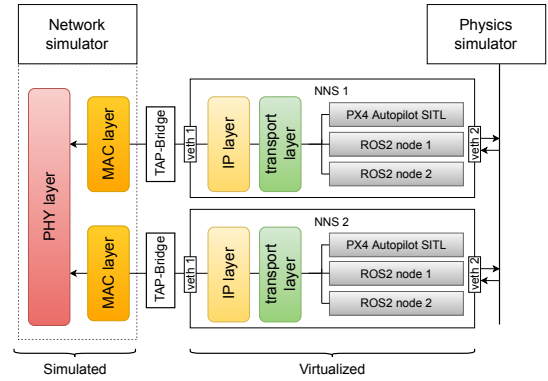 Network
simulator
Physics
simulator
NNS 1
PHY layer
MAC layer
TAP-Bridge
veth 1
IP layer
transport
layer
PX4 Autopilot SITL
ROS2 node 1
ROS2 node 2
veth 2
NNS 2
MAC layer
TAP-Bridge
veth 1
IP layer
transport
layer
PX4 Autopilot SITL
ROS2 node 1
ROS2 node 2
veth 2
Simulated
Virtualized